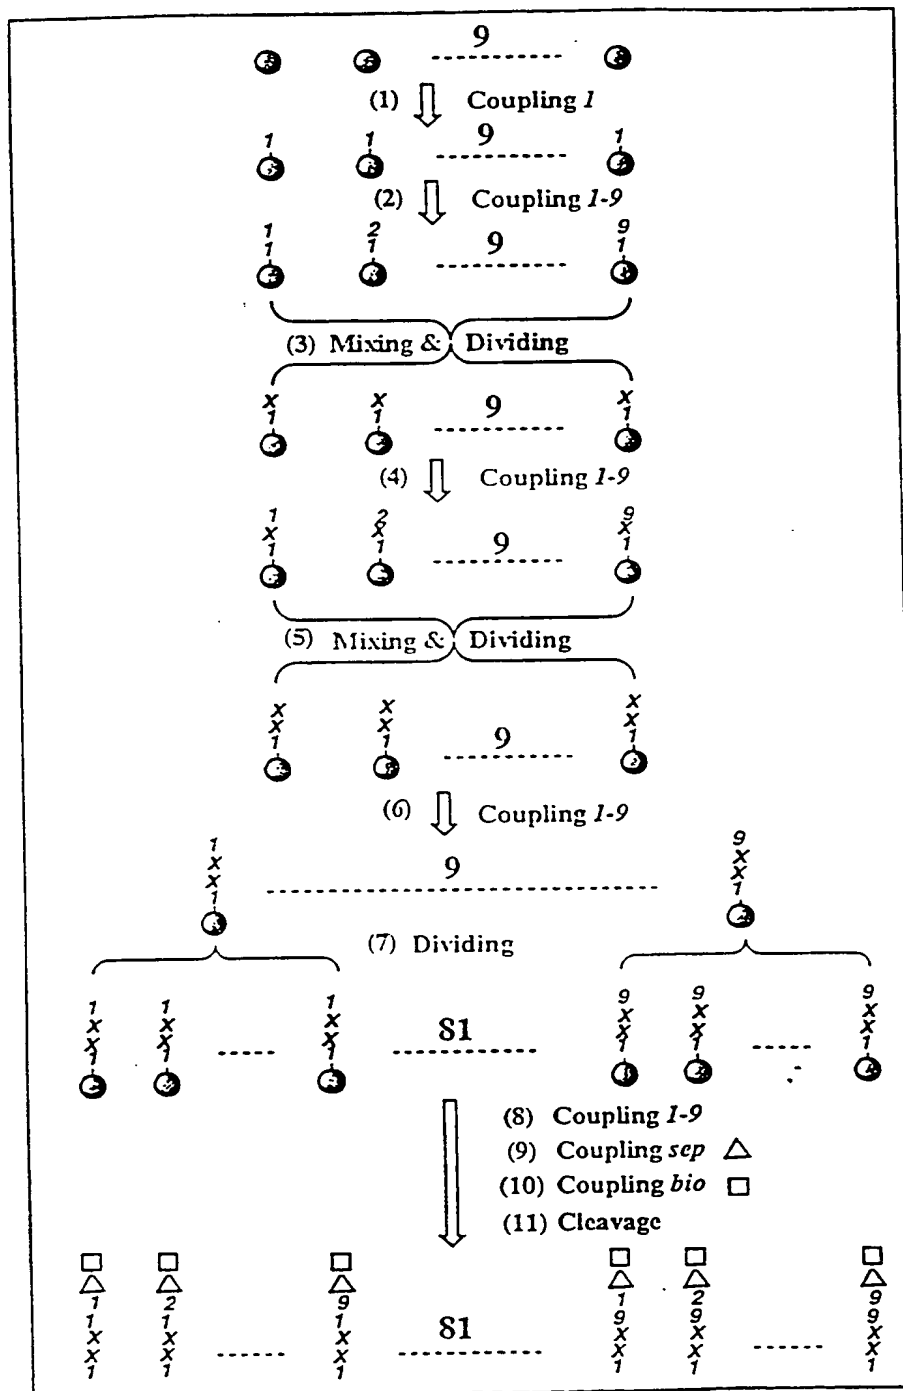 9
(1) Coupling 1
1 1 9 1
(2) Coupling 1-9
1 2 9
1 1 9 1
(3) Mixing & Dividing
x x 9 x
1 1 1
(4) Coupling 1-9
1 2 9
x x x
1 1 9 1
(5) Mixing & Dividing
x x x
x x x
1 1 9 1
(6) Coupling 1-9
1 9
x 9 x
x x
1 1
(7) Dividing
1 1 1 9 9 9
x x x x x x
x x x 81 x x x
1 1 1 1 1 1
(8) Coupling 1-9
(9) Coupling scp
(10) Coupling bio
(11) Cleavage
1 2 9 1 2 9
1 1 1 9 9 9
x x x 81 x x x
x x x x x x
1 1 1 1 1 1